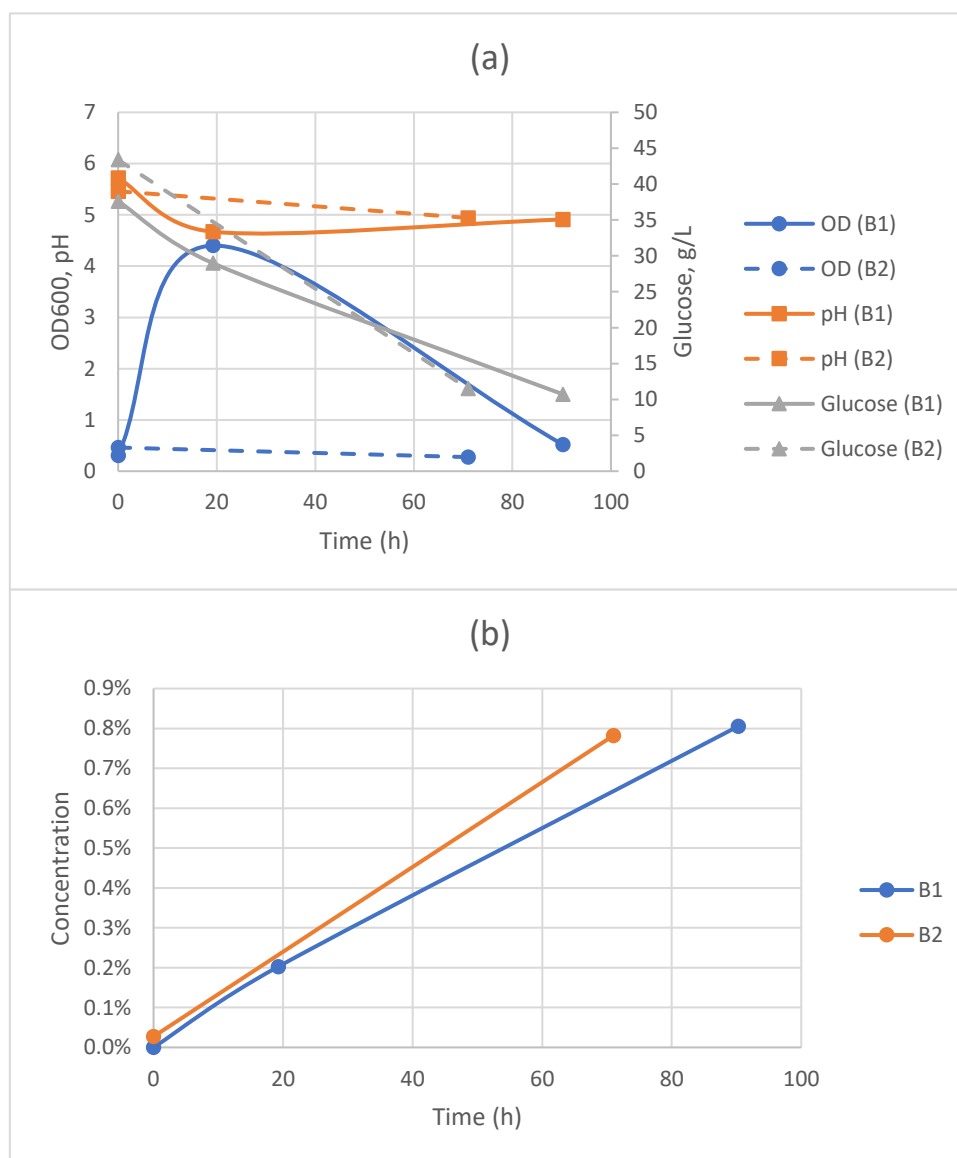 (a)
7
6
5
4
3
2
1
0
50
45
40
35
30
25
20
15
10
5
0
0 20 40 60 80 100
OD600, pH
Glucose, g/L
Time (h)
OD (B1)
OD (B2)
pH (B1)
pH (B2)
Glucose (B1)
Glucose (B2)
(b)
0.9%
0.8%
0.7%
0.6%
0.5%
0.4%
0.3%
0.2%
0.1%
0.0%
0 20 40 60 80 100
Concentration
Time (h)
B1
B2